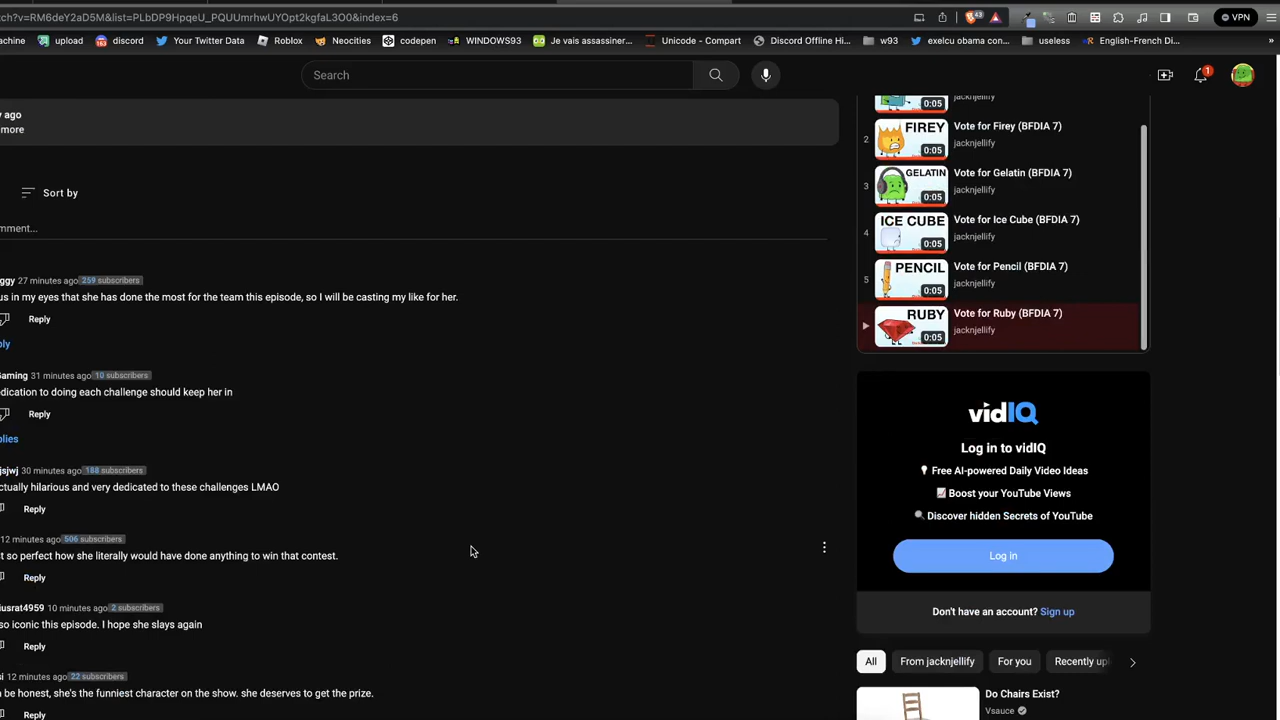 tch?v=RM6deY2aD5M&list=PLbDP9HpqeU_PQUUmrhwUYOpt2kgfaL3O0&index=6
43
VPN
achine
upload
discord
Your Twitter Data
Roblox
Neocities
codepen
WINDOWS93
Je vais assassiner...
Unicode - Compart
Discord Offline Hi...
w93
exelcu obama con...
useless
English-French Di...
»
Search
1
y ago
more
Sort by
mment...
ggy 27 minutes ago 259 subscribers
us in my eyes that she has done the most for the team this episode, so I will be casting my like for her.
Reply
ply
Gaming 31 minutes ago 10 subscribers
edication to doing each challenge should keep her in
Reply
plies
jsjwj 30 minutes ago 188 subscribers
ctually hilarious and very dedicated to these challenges LMAO
Reply
12 minutes ago 506 subscribers
t so perfect how she literally would have done anything to win that contest.
Reply
iusrat4959 10 minutes ago 2 subscribers
so iconic this episode. I hope she slays again
Reply
si 12 minutes ago 22 subscribers
n be honest, she's the funniest character on the show. she deserves to get the prize.
Reply
0:05
jacknjellify
2
FIREY
0:05
Vote for Firey (BFDIA 7)
jacknjellify
3
GELATIN
0:05
Vote for Gelatin (BFDIA 7)
jacknjellify
4
ICE CUBE
0:05
Vote for Ice Cube (BFDIA 7)
jacknjellify
5
PENCIL
0:05
Vote for Pencil (BFDIA 7)
jacknjellify
RUBY
0:05
Vote for Ruby (BFDIA 7)
jacknjellify
vidIQ
Log in to vidIQ
Free AI-powered Daily Video Ideas
Boost your YouTube Views
Discover hidden Secrets of YouTube
Log in
Don't have an account? Sign up
All
From jacknjellify
For you
Recently up
Do Chairs Exist?
Vsauce